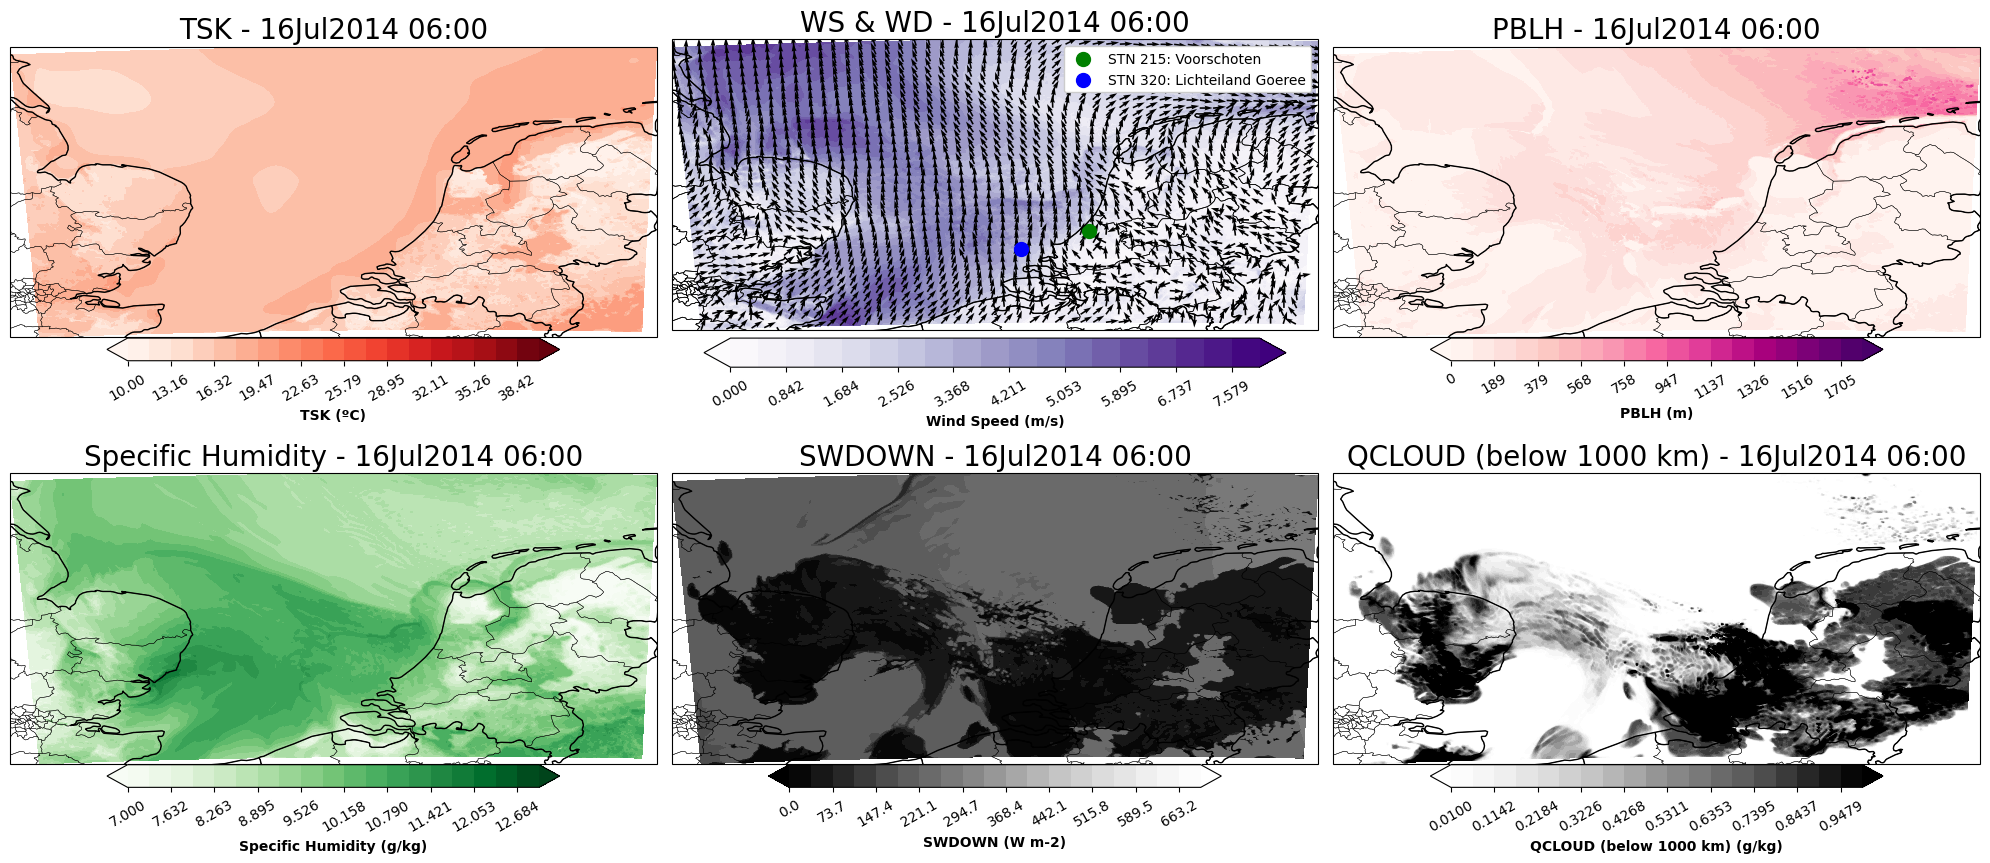 TSK - 16Jul2014 06:00
WS & WD - 16Jul2014 06:00
PBLH - 16Jul2014 06:00
STN 215: Voorschoten
STN 320: Lichteiland Goeree
10.00 13.16 16.32 19.47 22.63 25.79 28.95 32.11 35.26 38.42
TSK (ºC)
0.000 0.842 1.684 2.526 3.368 4.211 5.053 5.895 6.737 7.579
Wind Speed (m/s)
0 189 379 568 758 947 1137 1326 1516 1705
PBLH (m)
Specific Humidity - 16Jul2014 06:00
SWDOWN - 16Jul2014 06:00
QCLOUD (below 1000 km) - 16Jul2014 06:00
7.000 7.632 8.263 8.895 9.526 10.158 10.790 11.421 12.053 12.684
Specific Humidity (g/kg)
0.0 73.7 147.4 221.1 294.7 368.4 442.1 515.8 589.5 663.2
SWDOWN (W m-2)
0.0100 0.1142 0.2184 0.3226 0.4268 0.5311 0.6353 0.7395 0.8437 0.9479
QCLOUD (below 1000 km) (g/kg)